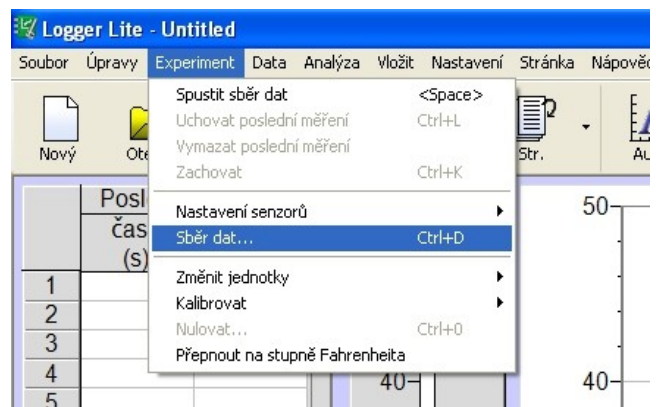 Logger Lite - Untitled
Soubor Úpravy Experiment Data Analýza Vložit Nastavení Stránka
Spustit sběr dat <Space>
Uchovat poslední měření Ctrl+L
Vymazat poslední měření
Zachovat Ctrl+K
Nastavení senzorů
Sběr dat... Ctrl+D
Změnit jednotky
Kalibrovat
Nulovat... Ctrl+0
Přepnout na stupně Fahrenheita
Nový Ote Str. Au
Posl
čas
(s)
1
2
3
4
5
50
40 40